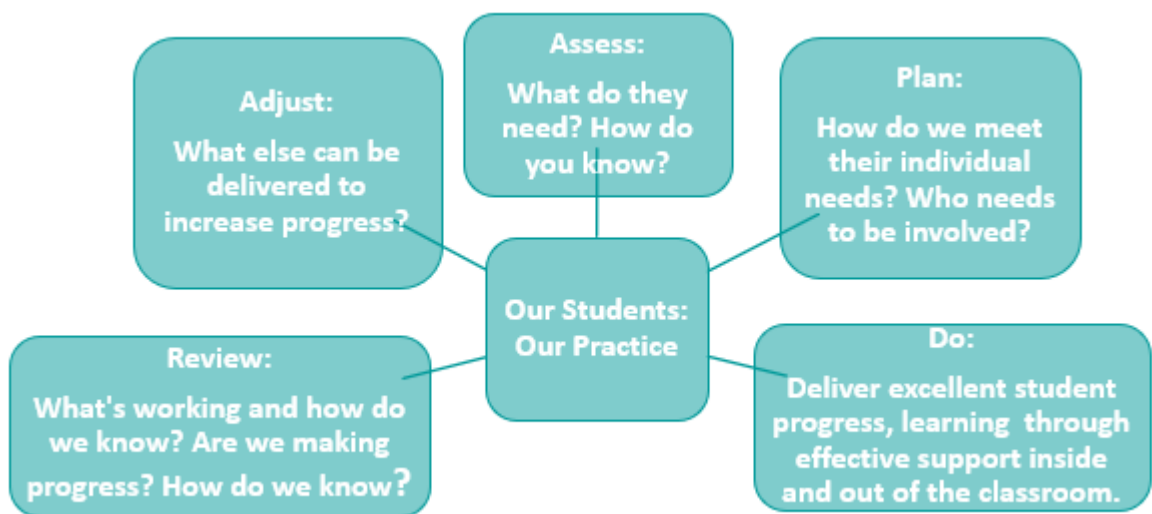 Assess:
What do they
need? How do
you know?
Plan:
How do we meet
their individual
needs? Who needs
to be involved?
Do:
Deliver excellent student
progress, learning  through
effective support inside
and out of the classroom.
Review:
What's working and how do
we know? Are we making
progress? How do we know?
Adjust:
What else can be
delivered to
increase progress?
Our Students:
Our Practice